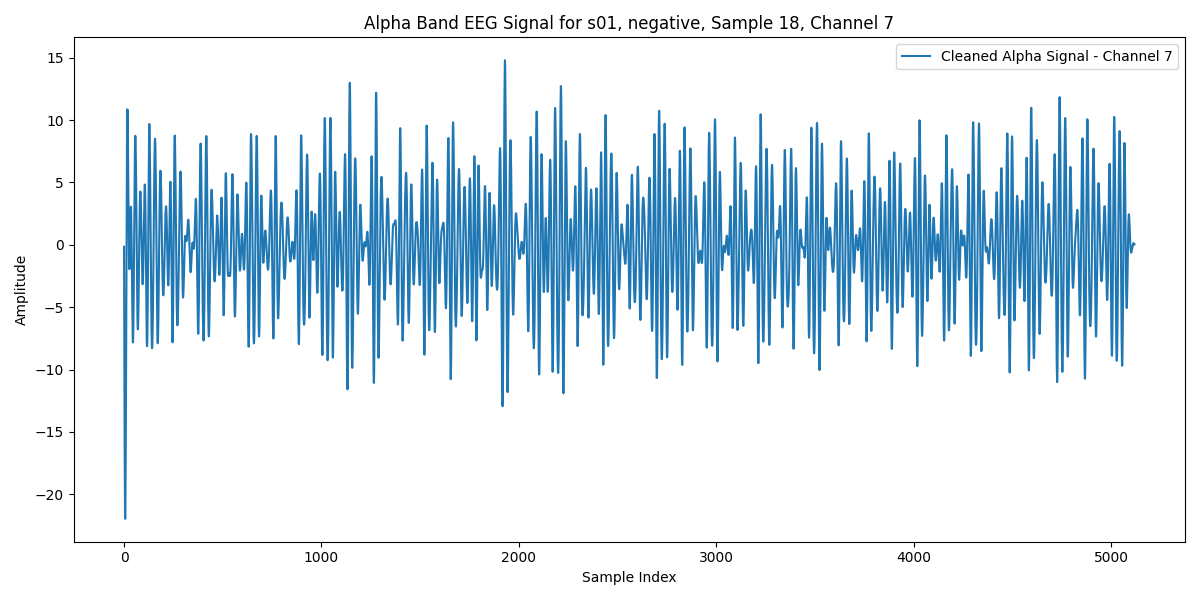 Alpha Band EEG Signal for s01, negative, Sample 18, Channel 7
Cleaned Alpha Signal - Channel 7
Amplitude
15
10
5
0
−5
−10
−15
−20
0 1000 2000 3000 4000 5000
Sample Index